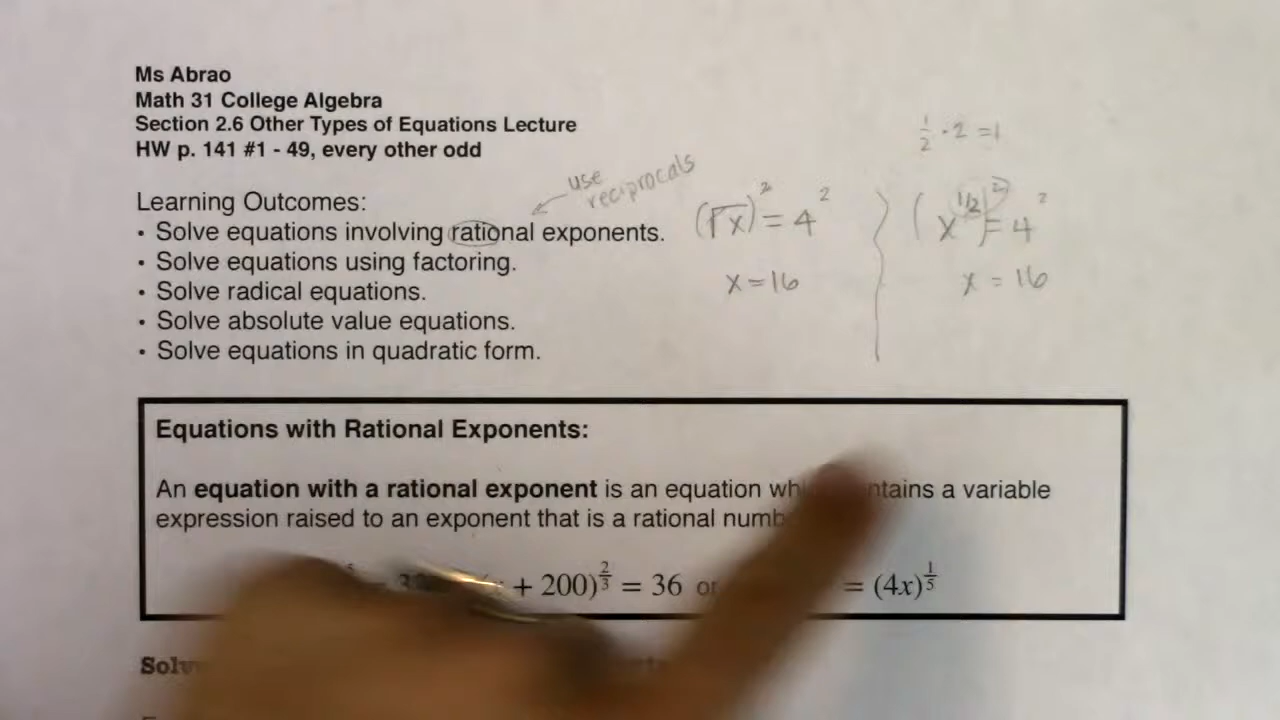 Ms Abrao
Math 31 College Algebra
Section 2.6 Other Types of Equations Lecture
HW p. 141 #1 - 49, every other odd
1/2 · 2 = 1
use
reciprocals
Learning Outcomes:
• Solve equations involving rational exponents.
• Solve equations using factoring.
• Solve radical equations.
• Solve absolute value equations.
• Solve equations in quadratic form.
(√x)² = 4²
x = 16
(x^1/2)² = 4²
x = 16
Equations with Rational Exponents:
An equation with a rational exponent is an equation a variable
expression raised to an exponent that is a rational
+ 200)^2/3 = 36 = (4x)^1/5